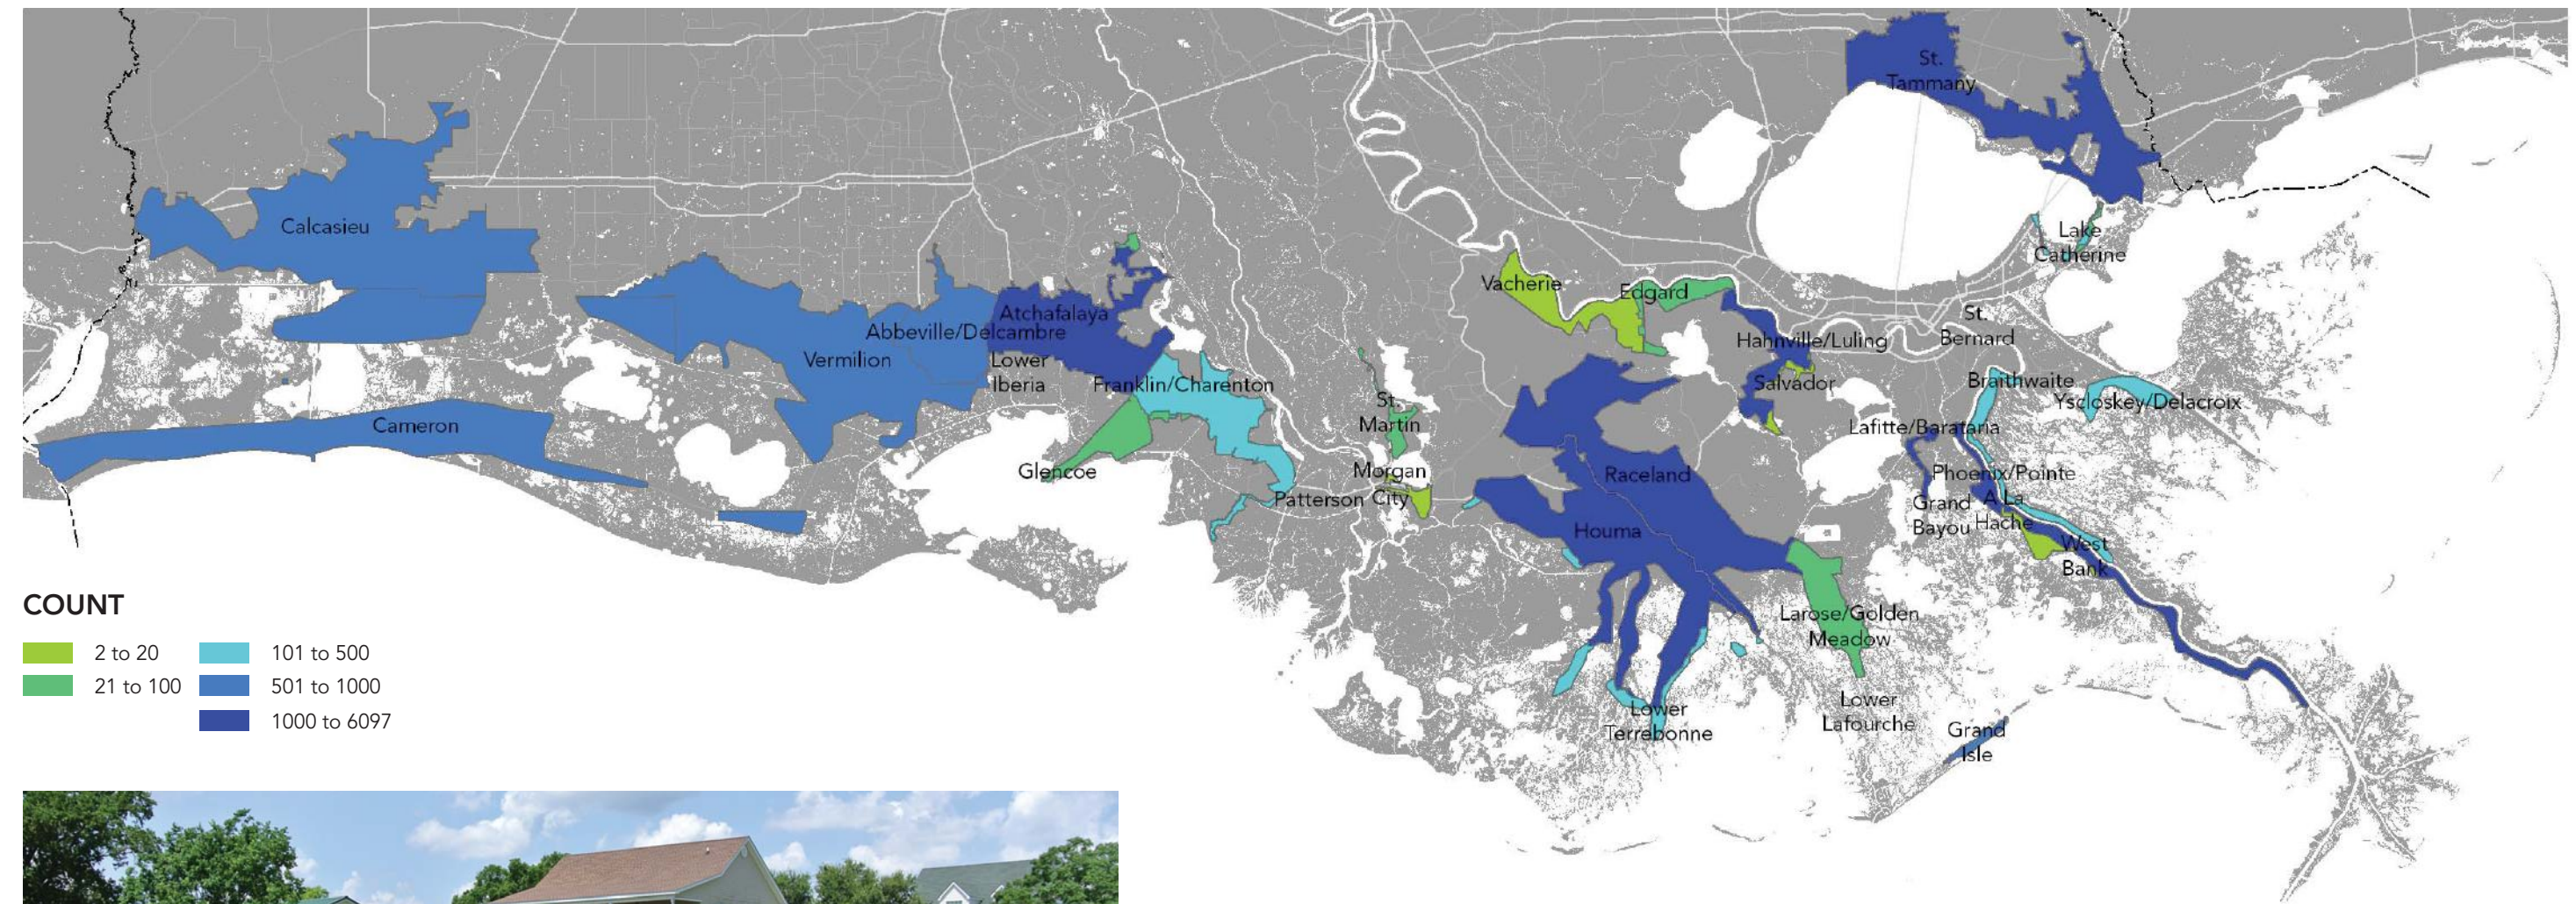 St.
Tammany
Calcasieu
Lake
Catherine
Vacherie
Edgard
Atchafalaya
Abbeville/Delcambre
St.
Bernard
Hahnville/Luling
Vermilion
Lower
Iberia
Franklin/Charenton
Salvador
Braithwaite
Yscloskey/Delacroix
St.
Martin
Cameron
Lafitte/Barataria
Glencoe
Morgan
City
Patterson
Raceland
Phoenix/Pointe
A La
Hache
Grand
Bayou
Houma
West
Bank
COUNT
2 to 20
21 to 100
101 to 500
501 to 1000
1000 to 6097
Larose/Golden
Meadow
Lower
Terrebonne
Lower
Lafourche
Grand
Isle